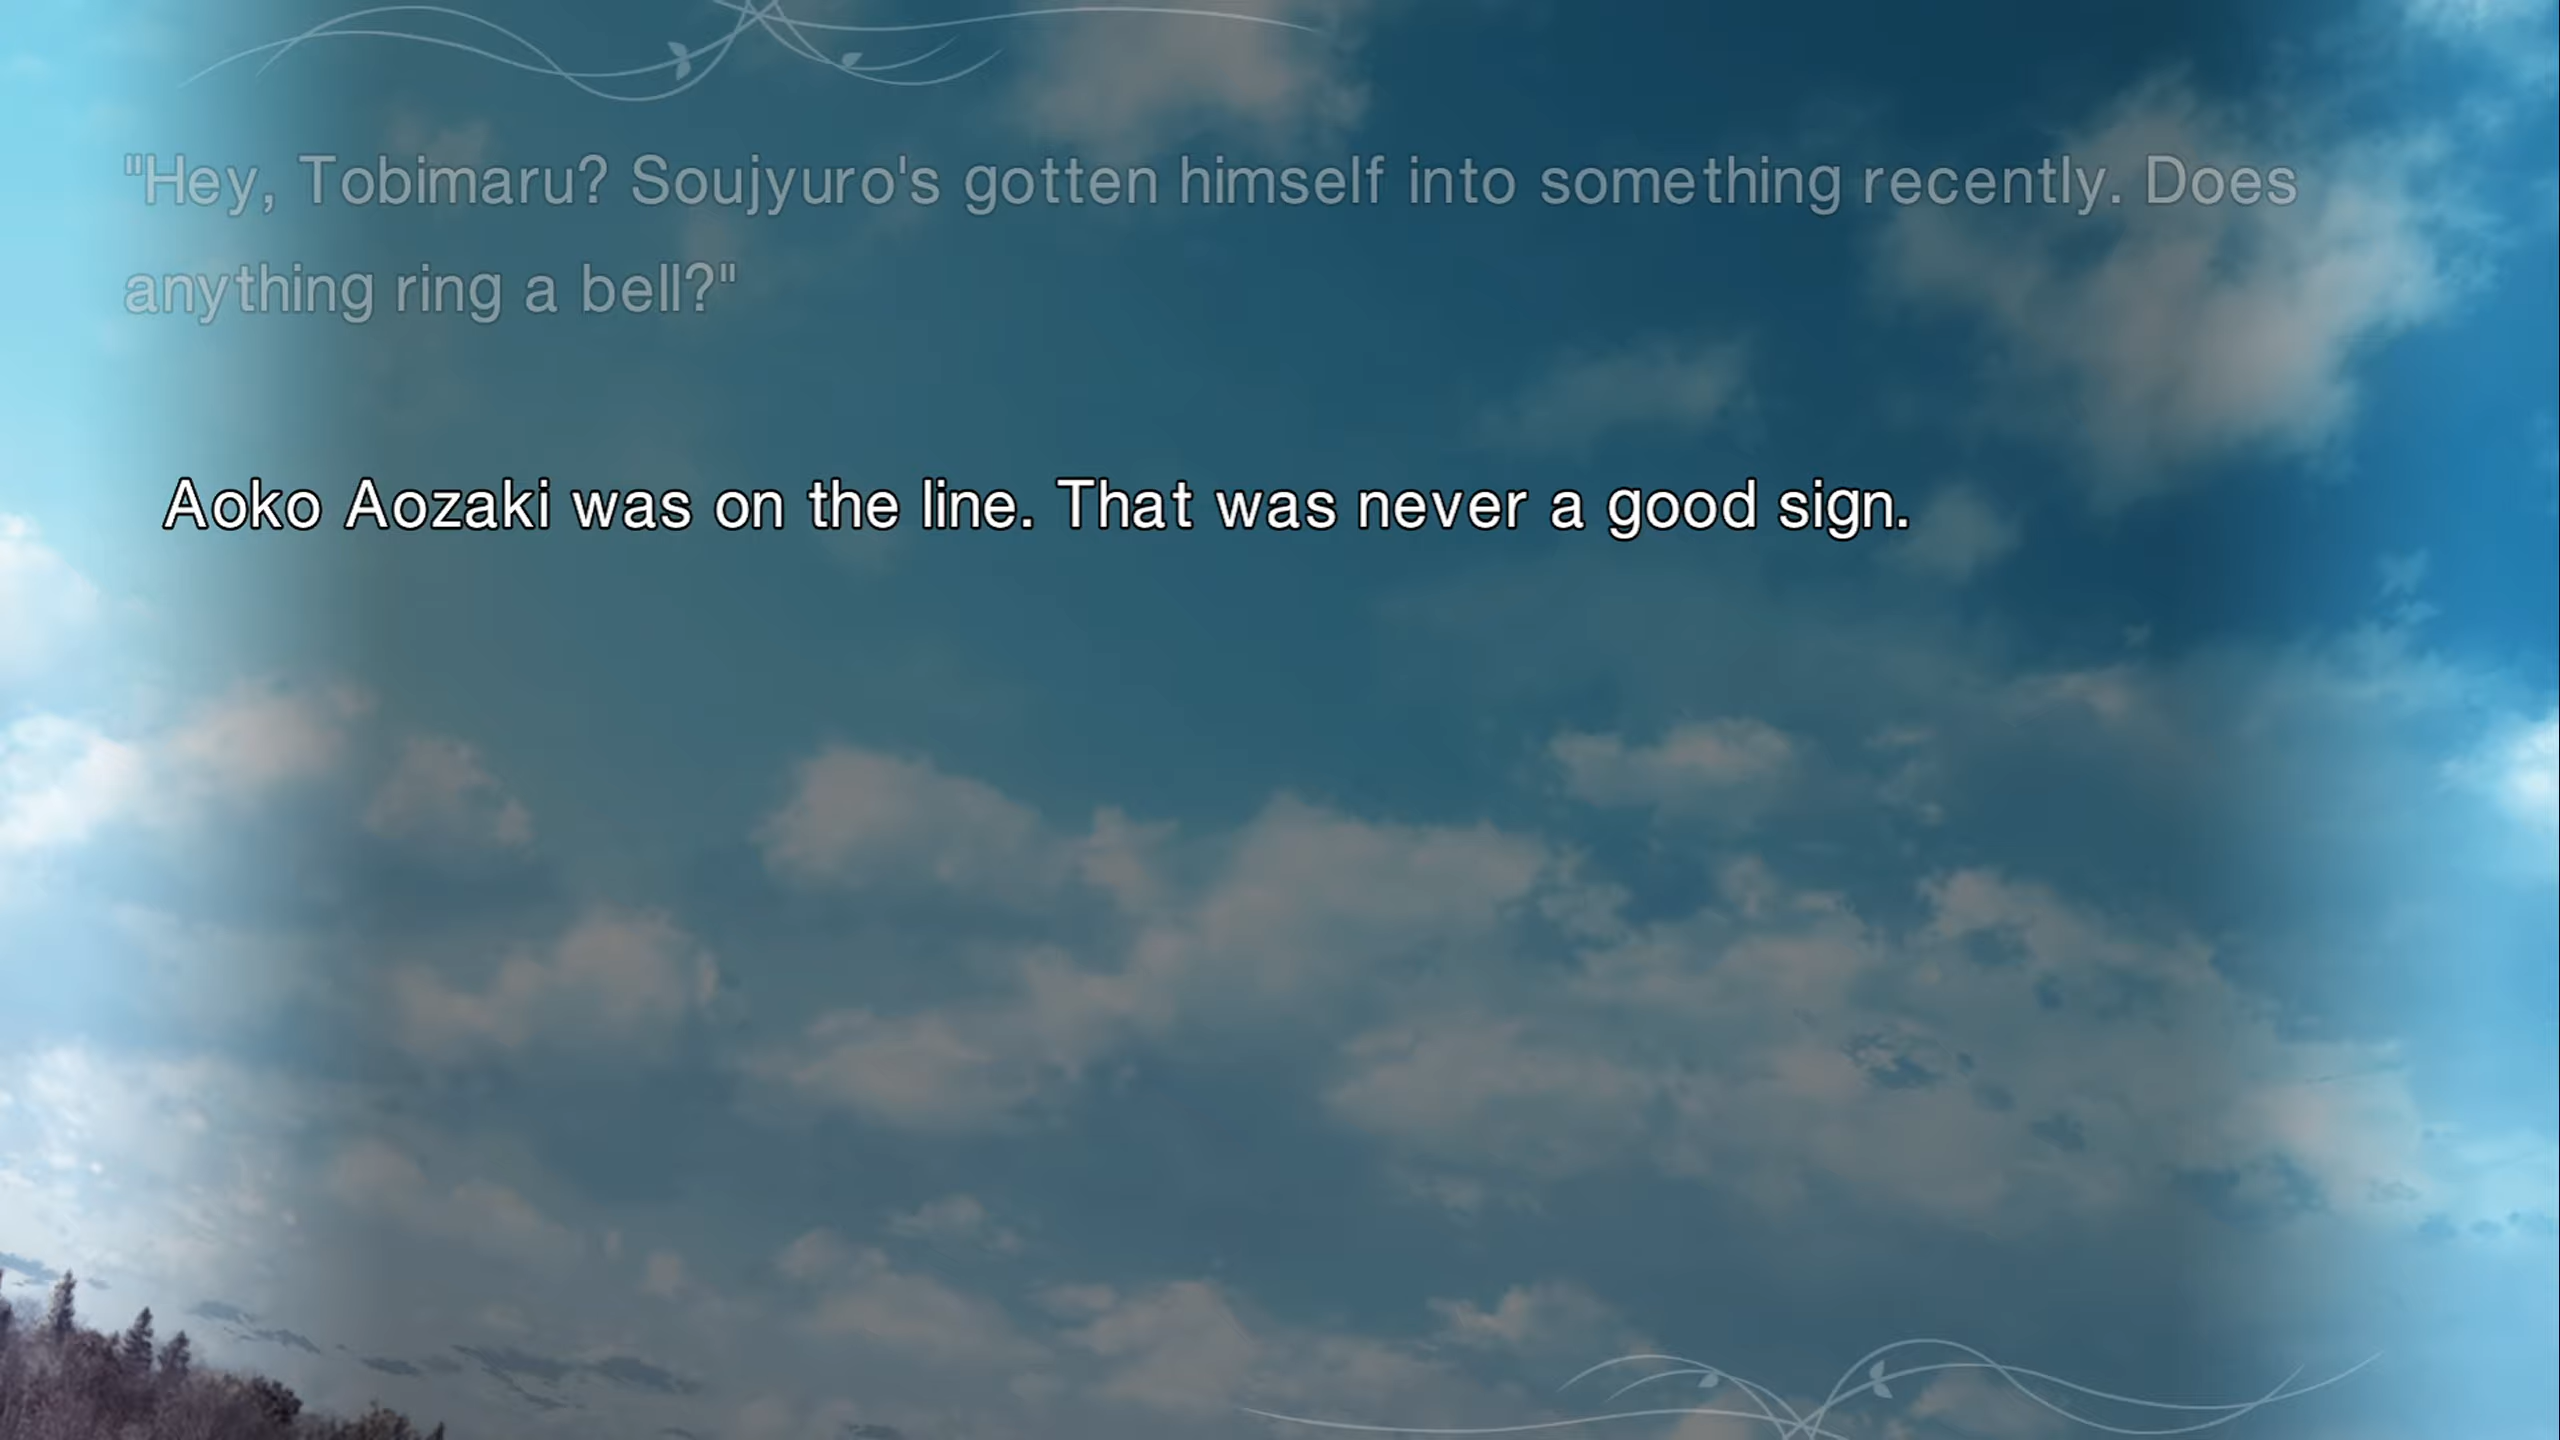 "Hey, Tobimaru? Soujyuro's gotten himself into something recently. Does
anything ring a bell?"
Aoko Aozaki was on the line. That was never a good sign.